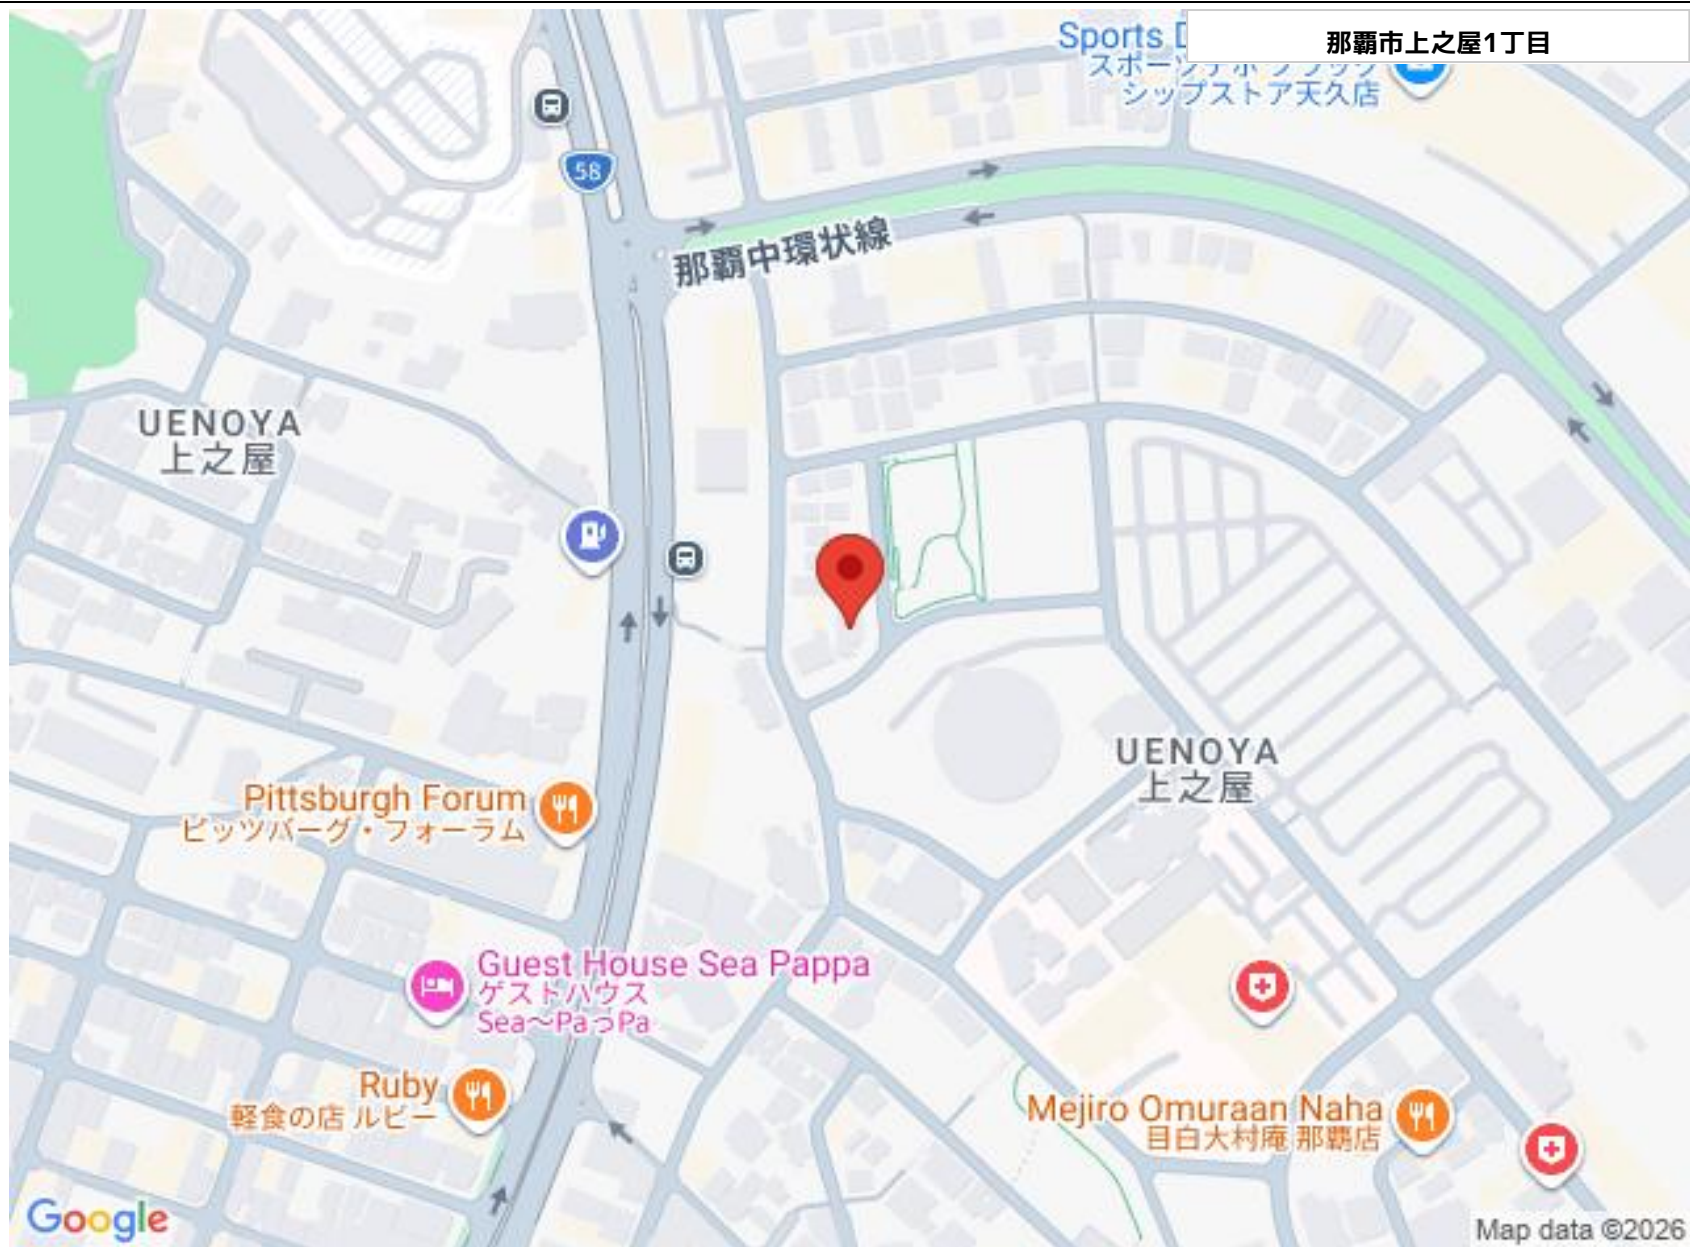 那覇市上之屋1丁目
Sports
シップストア天久店
58
那覇中環状線
UENOYA
上之屋
UENOYA
上之屋
Pittsburgh Forum
ピッツバーグ・フォーラム
Guest House Sea Pappa
ゲストハウス
Sea～PaっPa
Ruby
軽食の店 ルビー
Mejiro Omuraan Naha
目白大村庵 那覇店
Google
Map data ©2026